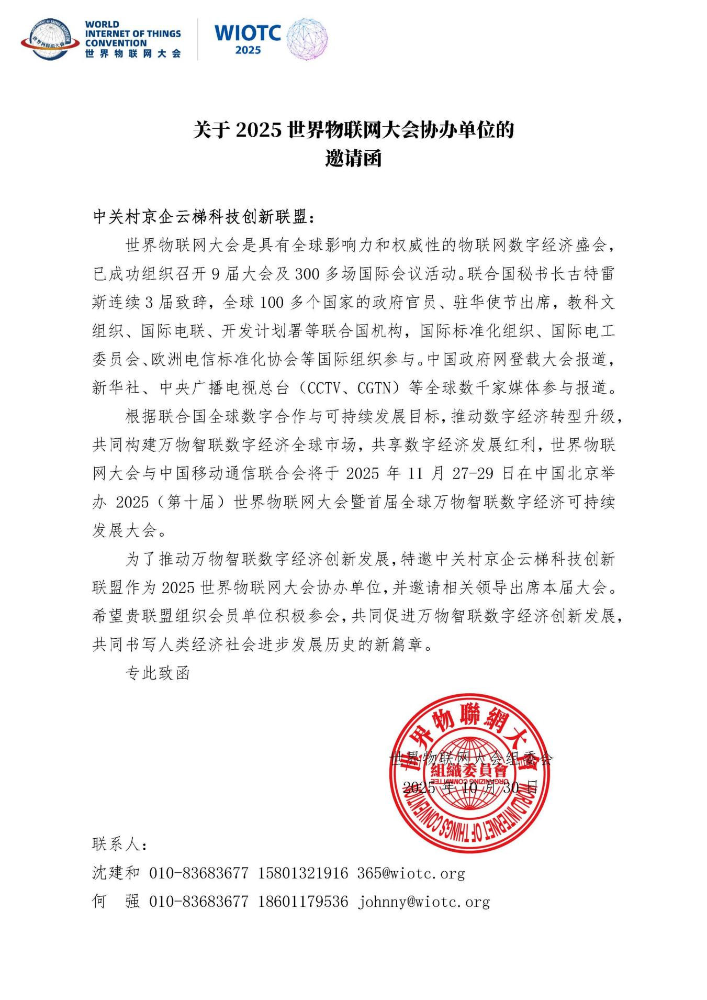 WORLD
INTERNET OF THINGS
CONVENTION
世界物联网大会
世界物联网大会
WIOTC
2025
关于 2025 世界物联网大会协办单位的
邀请函
中关村京企云梯科技创新联盟：
世界物联网大会是具有全球影响力和权威性的物联网数字经济盛会，
已成功组织召开 9 届大会及 300 多场国际会议活动。联合国秘书长古特雷
斯连续 3 届致辞，全球 100 多个国家的政府官员、驻华使节出席，教科文
组织、国际电联、开发计划署等联合国机构，国际标准化组织、国际电工
委员会、欧洲电信标准化协会等国际组织参与。中国政府网登载大会报道，
新华社、中央广播电视总台（CCTV、CGTN）等全球数千家媒体参与报道。
根据联合国全球数字合作与可持续发展目标，推动数字经济转型升级，
共同构建万物智联数字经济全球市场，共享数字经济发展红利，世界物联
网大会与中国移动通信联合会将于 2025 年 11 月 27-29 日在中国北京举
办 2025（第十届）世界物联网大会暨首届全球万物智联数字经济可持续
发展大会。
为了推动万物智联数字经济创新发展，特邀中关村京企云梯科技创新
联盟作为 2025 世界物联网大会协办单位，并邀请相关领导出席本届大会。
希望贵联盟组织会员单位积极参会，共同促进万物智联数字经济创新发展，
共同书写人类经济社会进步发展历史的新篇章。
专此致函
世界物聯網大會
世界物联网大会组委会
組織委員會
ORGANIZING COMMITTEE
2025 年 10 月 30 日
WORLD INTERNET OF THINGS CONVENTION
联系人：
沈建和 010-83683677 15801321916 365@wiotc.org
何　强 010-83683677 18601179536 johnny@wiotc.org